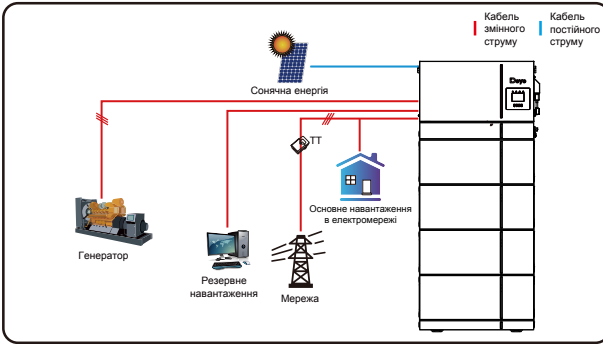 Кабель
змінного
струму
Кабель
постійного
струму
Сонячна енергія
Deye
ТТ
Основне навантаження
в електромережі
Генератор
Резервне
навантаження
Мережа